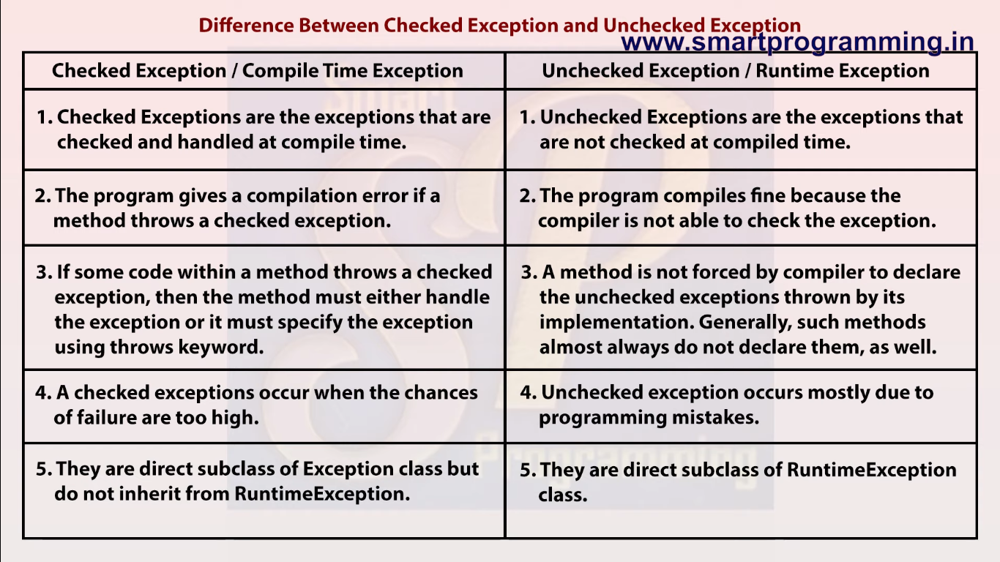 Difference Between Checked Exception and Unchecked Exception
www.smartprogramming.in
Checked Exception / Compile Time Exception
Unchecked Exception / Runtime Exception
1. Checked Exceptions are the exceptions that are
checked and handled at compile time.
1. Unchecked Exceptions are the exceptions that
are not checked at compiled time.
2. The program gives a compilation error if a
method throws a checked exception.
2. The program compiles fine because the
compiler is not able to check the exception.
3. If some code within a method throws a checked
exception, then the method must either handle
the exception or it must specify the exception
using throws keyword.
3. A method is not forced by compiler to declare
the unchecked exceptions thrown by its
implementation. Generally, such methods
almost always do not declare them, as well.
4. A checked exceptions occur when the chances
of failure are too high.
4. Unchecked exception occurs mostly due to
programming mistakes.
5. They are direct subclass of Exception class but
do not inherit from RuntimeException.
5. They are direct subclass of RuntimeException
class.
Smart
SP
Programming